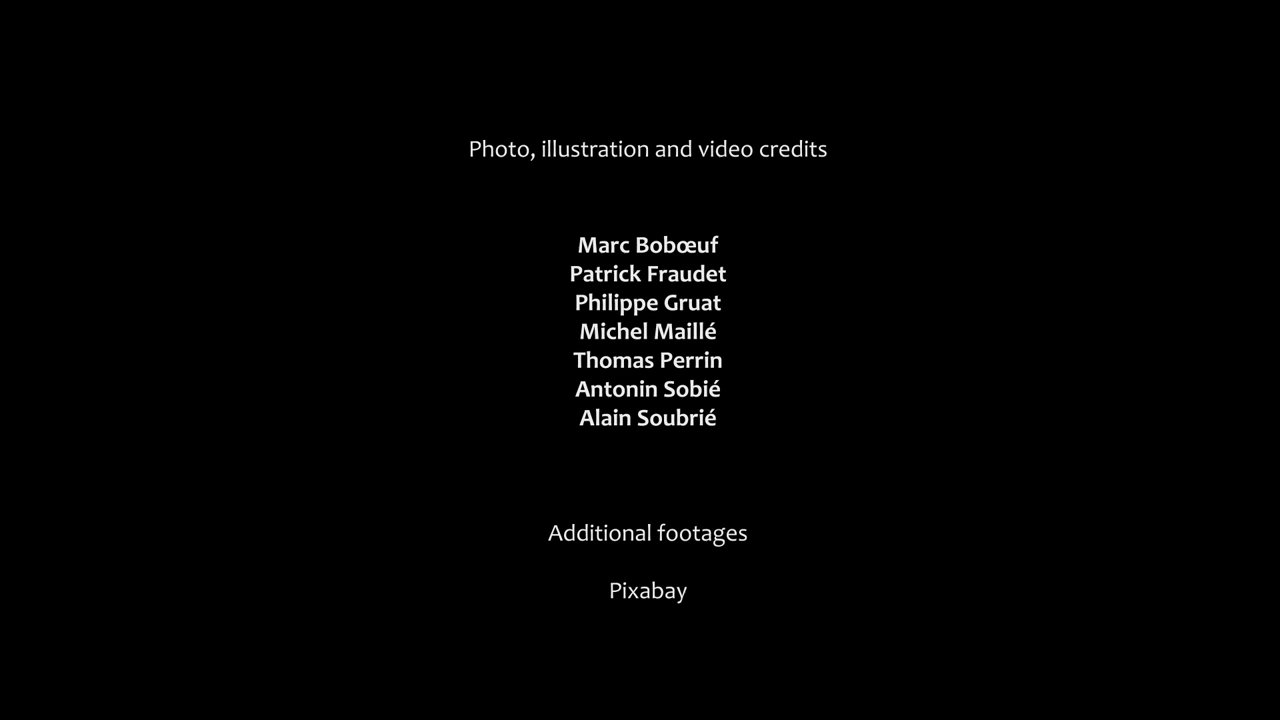 Photo, illustration and video credits
Marc Bobœuf
Patrick Fraudet
Philippe Gruat
Michel Maillé
Thomas Perrin
Antonin Sobié
Alain Soubrié
Additional footages
Pixabay